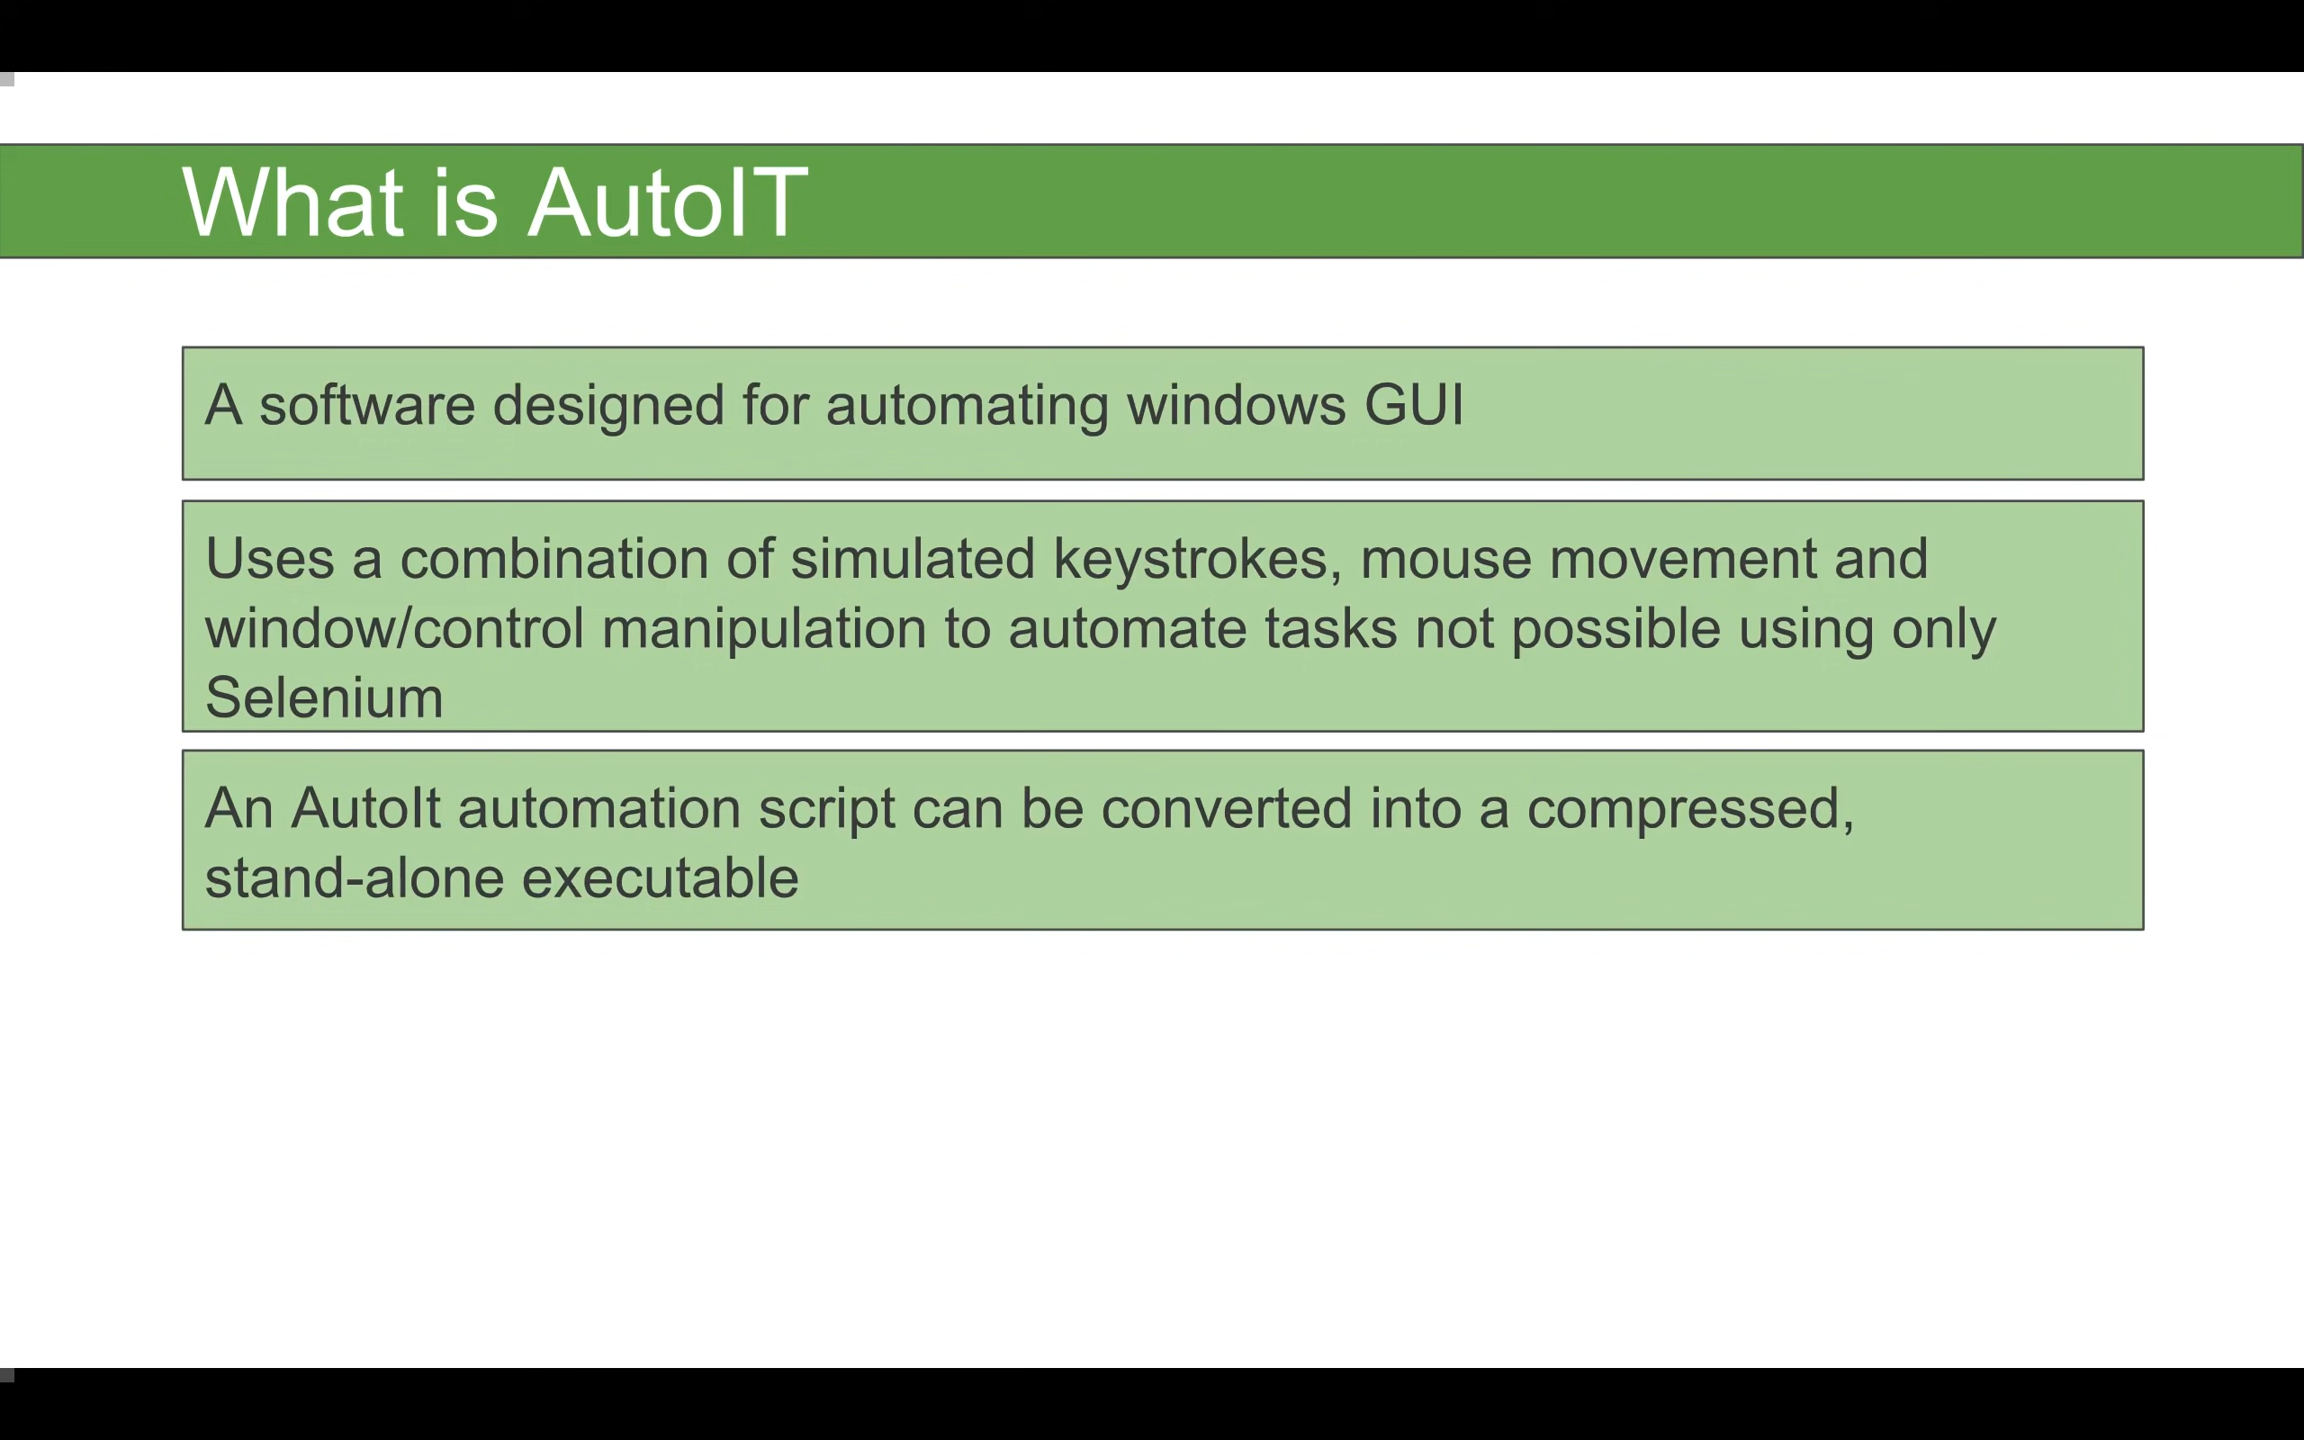 What is AutoIT
A software designed for automating windows GUI
Uses a combination of simulated keystrokes, mouse movement and
window/control manipulation to automate tasks not possible using only
Selenium
An AutoIt automation script can be converted into a compressed,
stand-alone executable